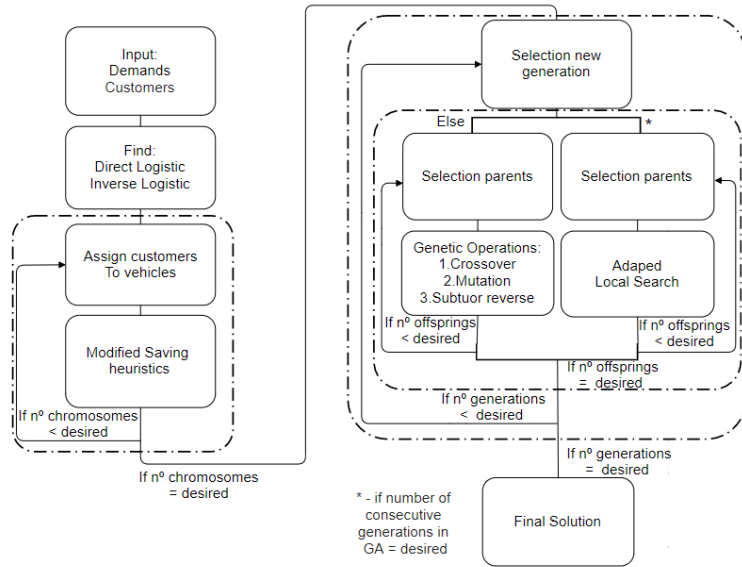 Input:
Demands
Customers
Find:
Direct Logistic
Inverse Logistic
Assign customers
To vehicles
Modified Saving
heuristics
If nº chromosomes
< desired
If nº chromosomes
= desired
Selection new
generation
Else
*
Selection parents
Selection parents
Genetic Operations:
1.Crossover
2.Mutation
3.Subtuor reverse
Adaped
Local Search
If nº offsprings
< desired
If nº offsprings
< desired
If nº offsprings
= desired
If nº generations
< desired
If nº generations
= desired
* - if number of
consecutive
generations in
GA = desired
Final Solution